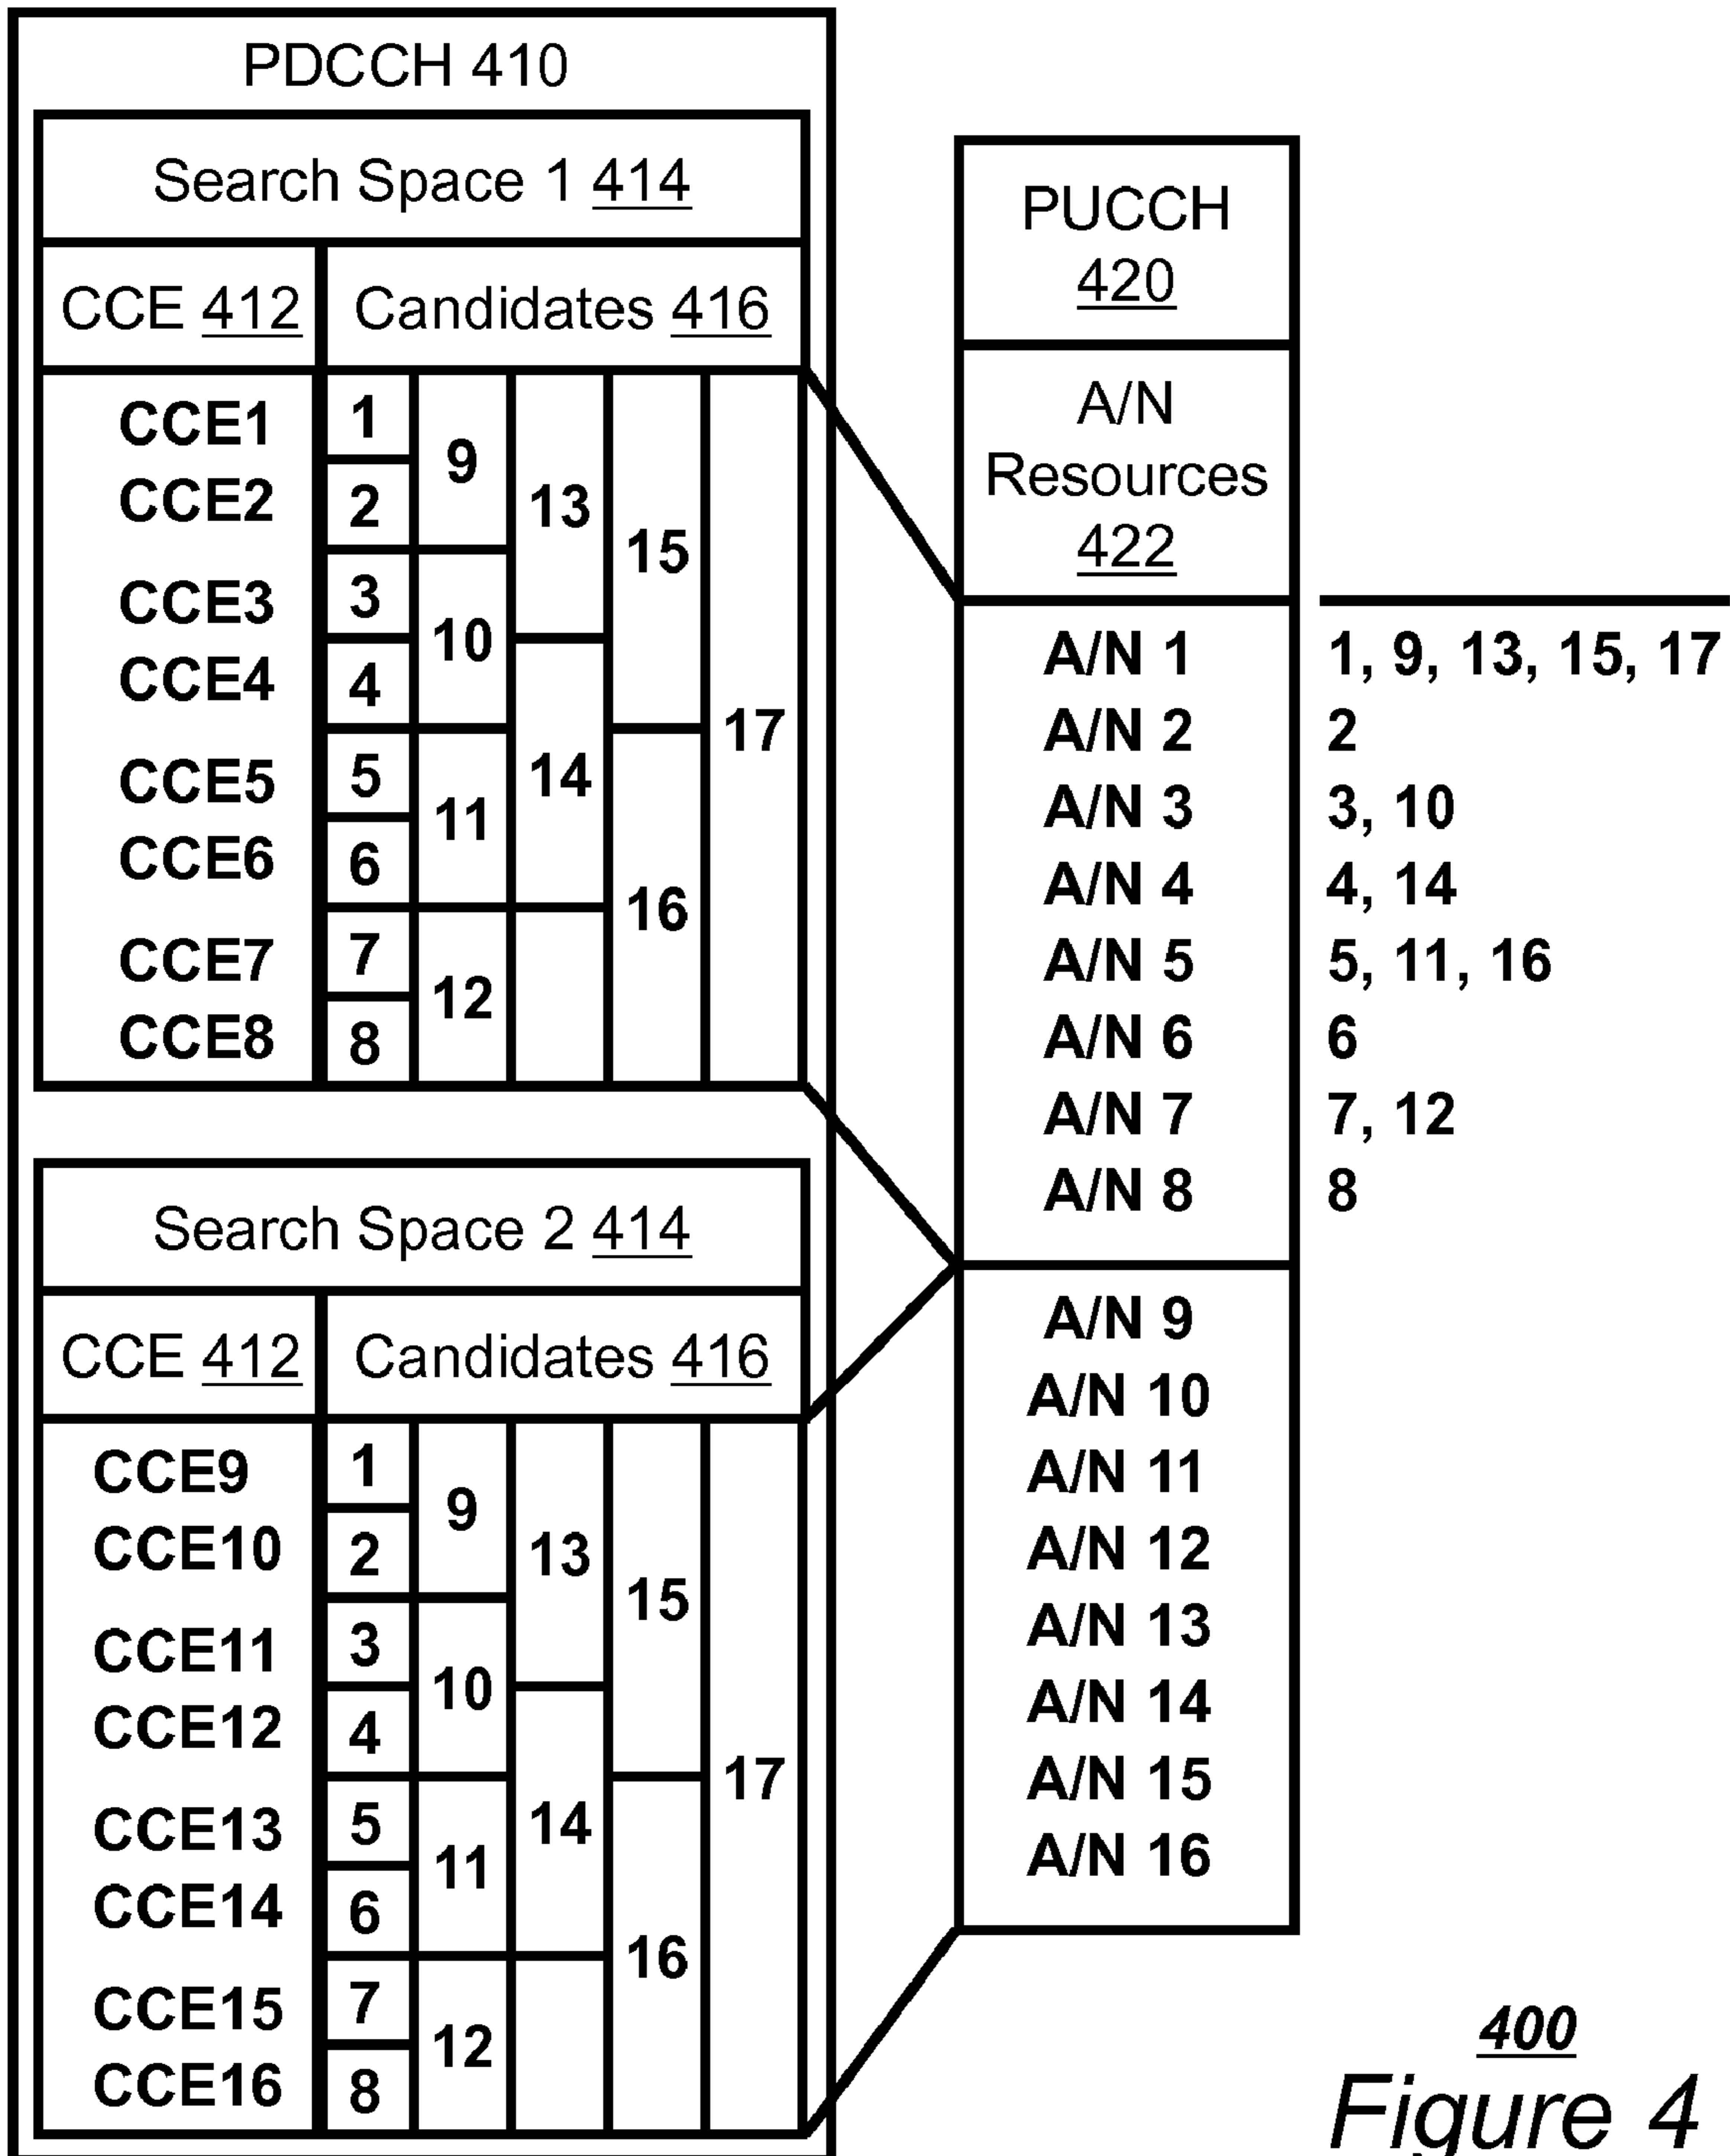 PDCCH 410
Search Space 1 414
CCE 412 Candidates 416
CCE1
CCE2
CCE3
CCE4
CCE5
CCE6
CCE7
CCE8
1
2
3
4
5
6
7
8
9
10
11
12
13
14
15
16
17
Search Space 2 414
CCE 412 Candidates 416
CCE9
CCE10
CCE11
CCE12
CCE13
CCE14
CCE15
CCE16
1
2
3
4
5
6
7
8
9
10
11
12
13
14
15
16
17
PUCCH
420
A/N
Resources
422
A/N 1 1, 9, 13, 15, 17
A/N 2 2
A/N 3 3, 10
A/N 4 4, 14
A/N 5 5, 11, 16
A/N 6 6
A/N 7 7, 12
A/N 8 8
A/N 9
A/N 10
A/N 11
A/N 12
A/N 13
A/N 14
A/N 15
A/N 16
400
Figure 4